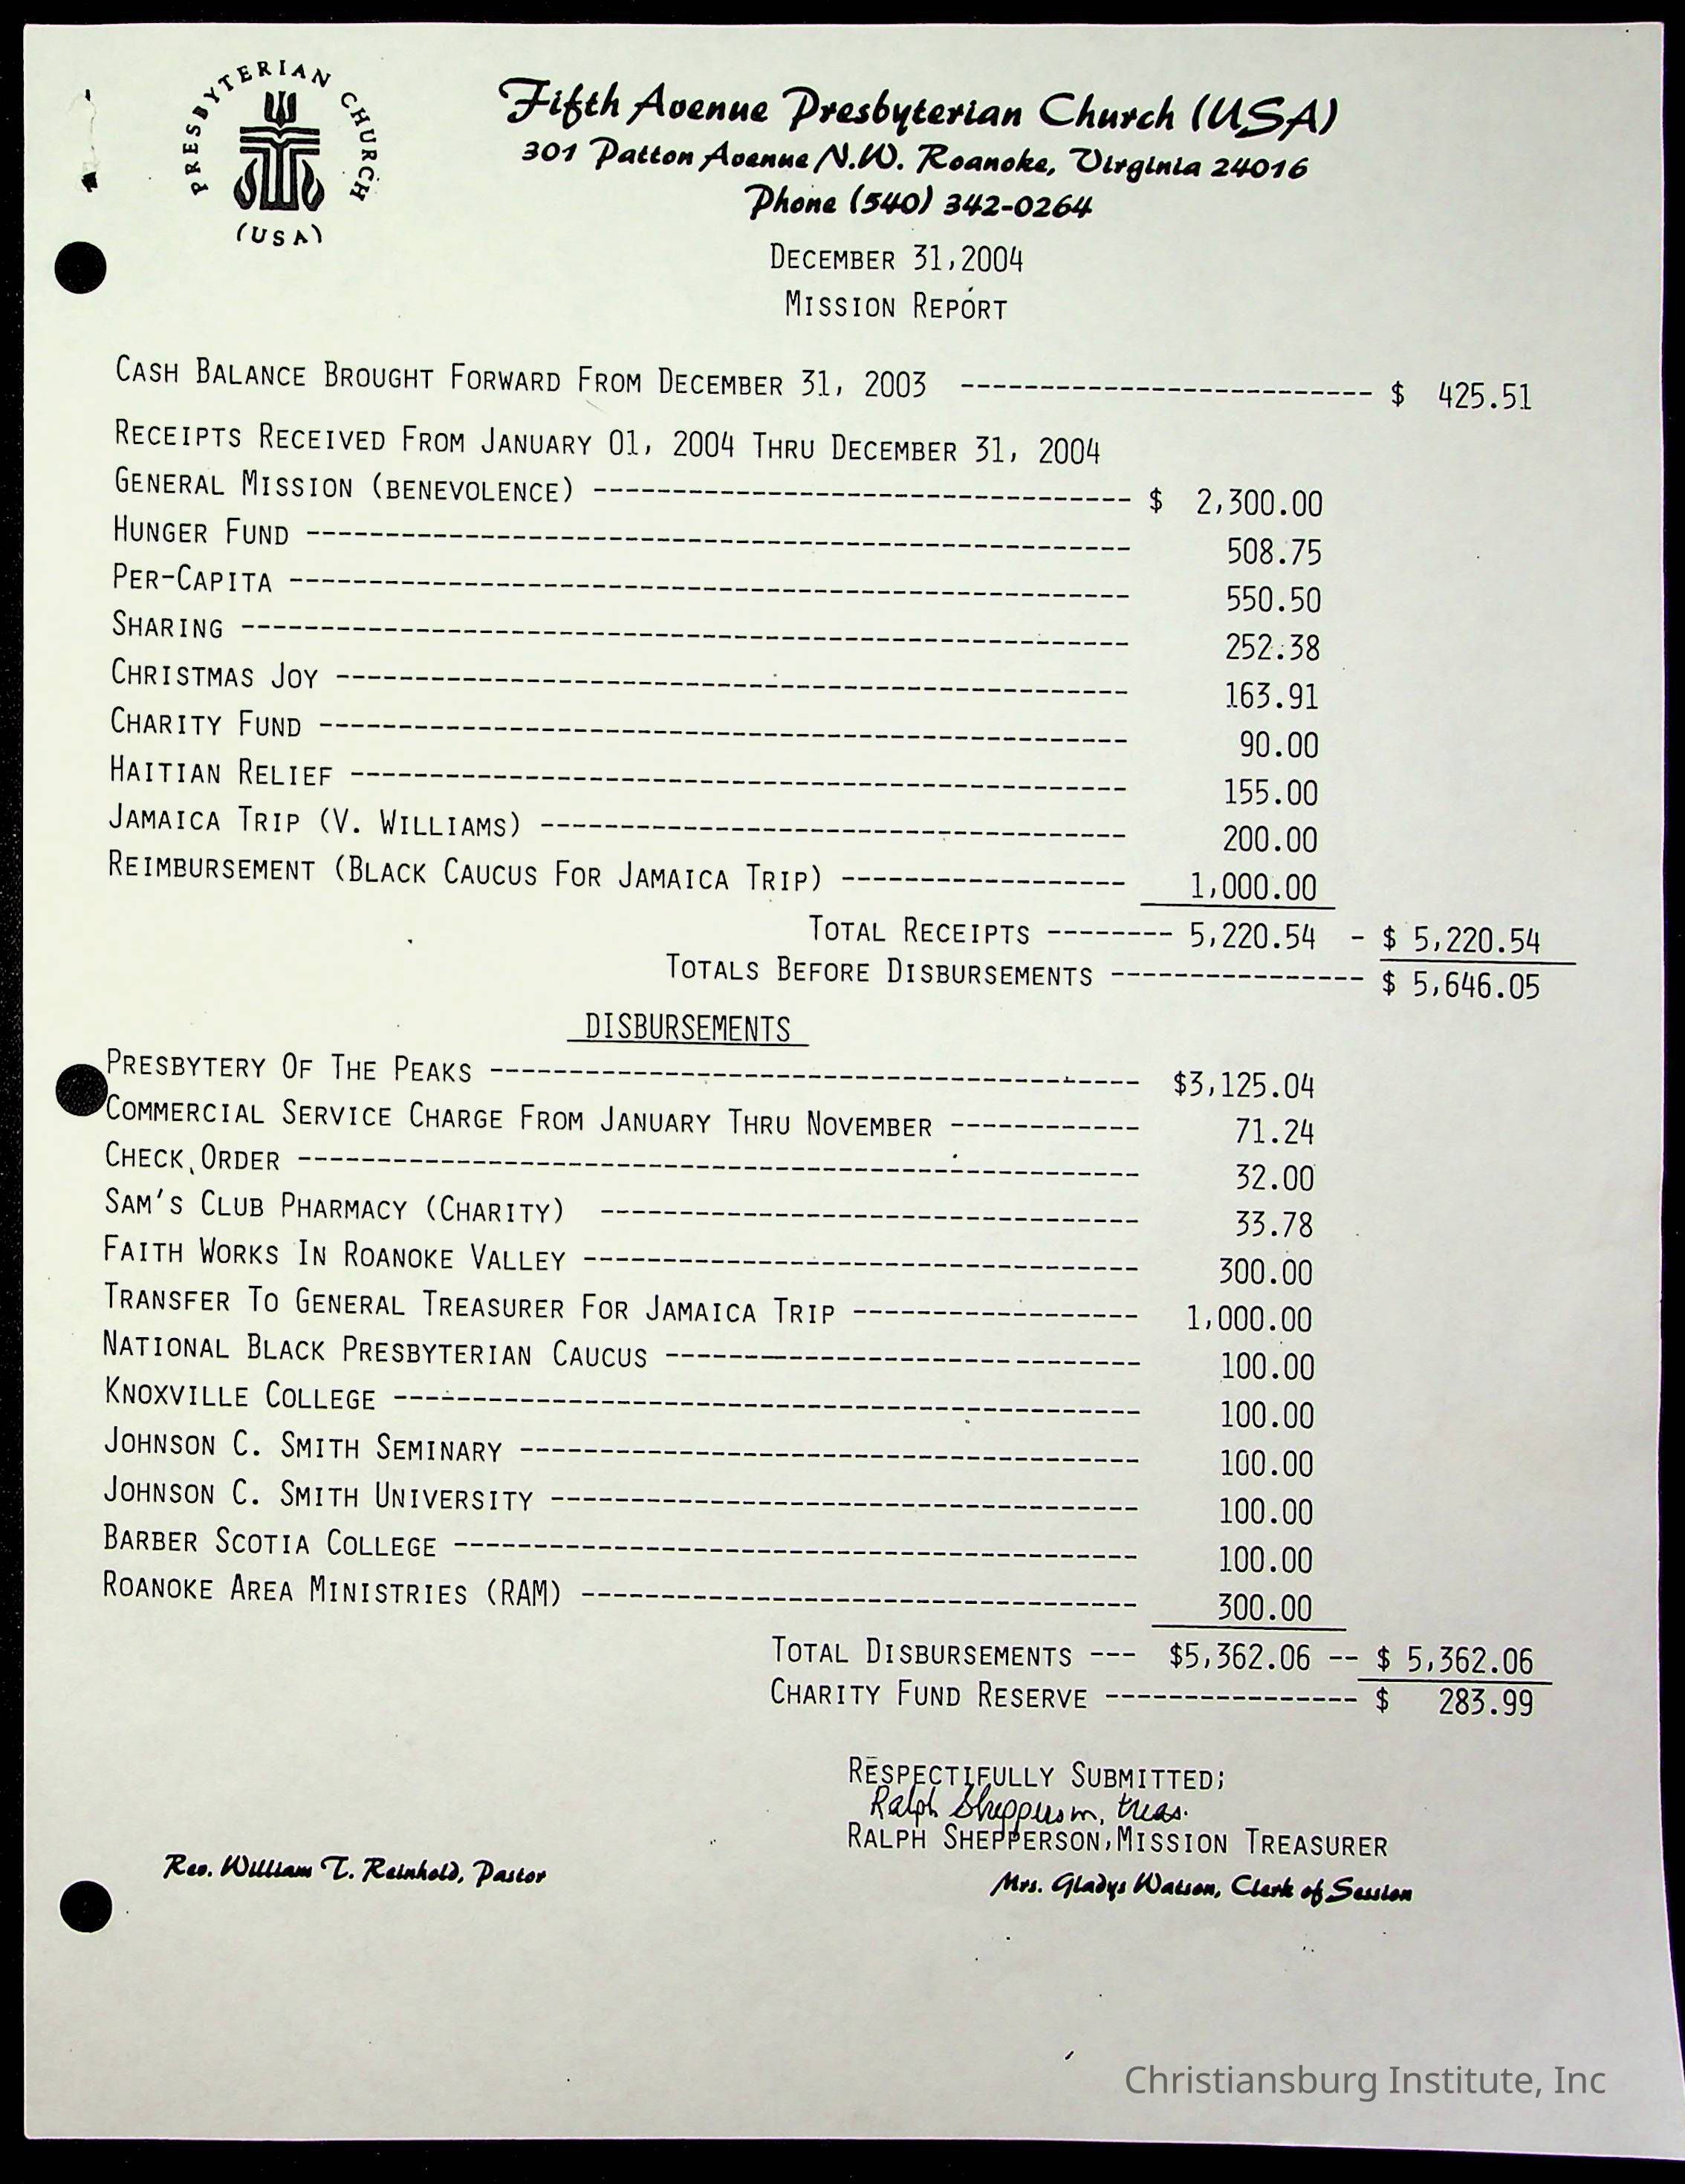 PRESBYTERIAN CHURCH
(USA)
Fifth Avenue Presbyterian Church (USA)
301 Patton Avenue N.W. Roanoke, Virginia 24016
Phone (540) 342-0264
DECEMBER 31,2004
MISSION REPORT
CASH BALANCE BROUGHT FORWARD FROM DECEMBER 31, 2003 -------------------------- $ 425.51
RECEIPTS RECEIVED FROM JANUARY 01, 2004 THRU DECEMBER 31, 2004
GENERAL MISSION (BENEVOLENCE) ---------------------------------- $ 2,300.00
HUNGER FUND ---------------------------------------------------- 508.75
PER-CAPITA ----------------------------------------------------- 550.50
SHARING -------------------------------------------------------- 252.38
CHRISTMAS JOY -------------------------------------------------- 163.91
CHARITY FUND --------------------------------------------------- 90.00
HAITIAN RELIEF ------------------------------------------------- 155.00
JAMAICA TRIP (V. WILLIAMS) ------------------------------------- 200.00
REIMBURSEMENT (BLACK CAUCUS FOR JAMAICA TRIP) ------------------ 1,000.00
TOTAL RECEIPTS -------- 5,220.54 - $ 5,220.54
TOTALS BEFORE DISBURSEMENTS ---------------- $ 5,646.05
DISBURSEMENTS
PRESBYTERY OF THE PEAKS ----------------------------------------- $3,125.04
COMMERCIAL SERVICE CHARGE FROM JANUARY THRU NOVEMBER ------------ 71.24
CHECK ORDER ----------------------------------------------------- 32.00
SAM'S CLUB PHARMACY (CHARITY) ---------------------------------- 33.78
FAITH WORKS IN ROANOKE VALLEY ----------------------------------- 300.00
TRANSFER TO GENERAL TREASURER FOR JAMAICA TRIP ------------------ 1,000.00
NATIONAL BLACK PRESBYTERIAN CAUCUS ------------------------------ 100.00
KNOXVILLE COLLEGE ----------------------------------------------- 100.00
JOHNSON C. SMITH SEMINARY --------------------------------------- 100.00
JOHNSON C. SMITH UNIVERSITY ------------------------------------- 100.00
BARBER SCOTIA COLLEGE ------------------------------------------- 100.00
ROANOKE AREA MINISTRIES (RAM) ----------------------------------- 300.00
TOTAL DISBURSEMENTS --- $5,362.06 -- $ 5,362.06
CHARITY FUND RESERVE ---------------- $ 283.99
RESPECTIFULLY SUBMITTED;
Ralph Shepperson, treas.
RALPH SHEPPERSON,MISSION TREASURER
Rev. William T. Reinhold, Pastor
Mrs. Gladys Watson, Clerk of Session
Christiansburg Institute, Inc